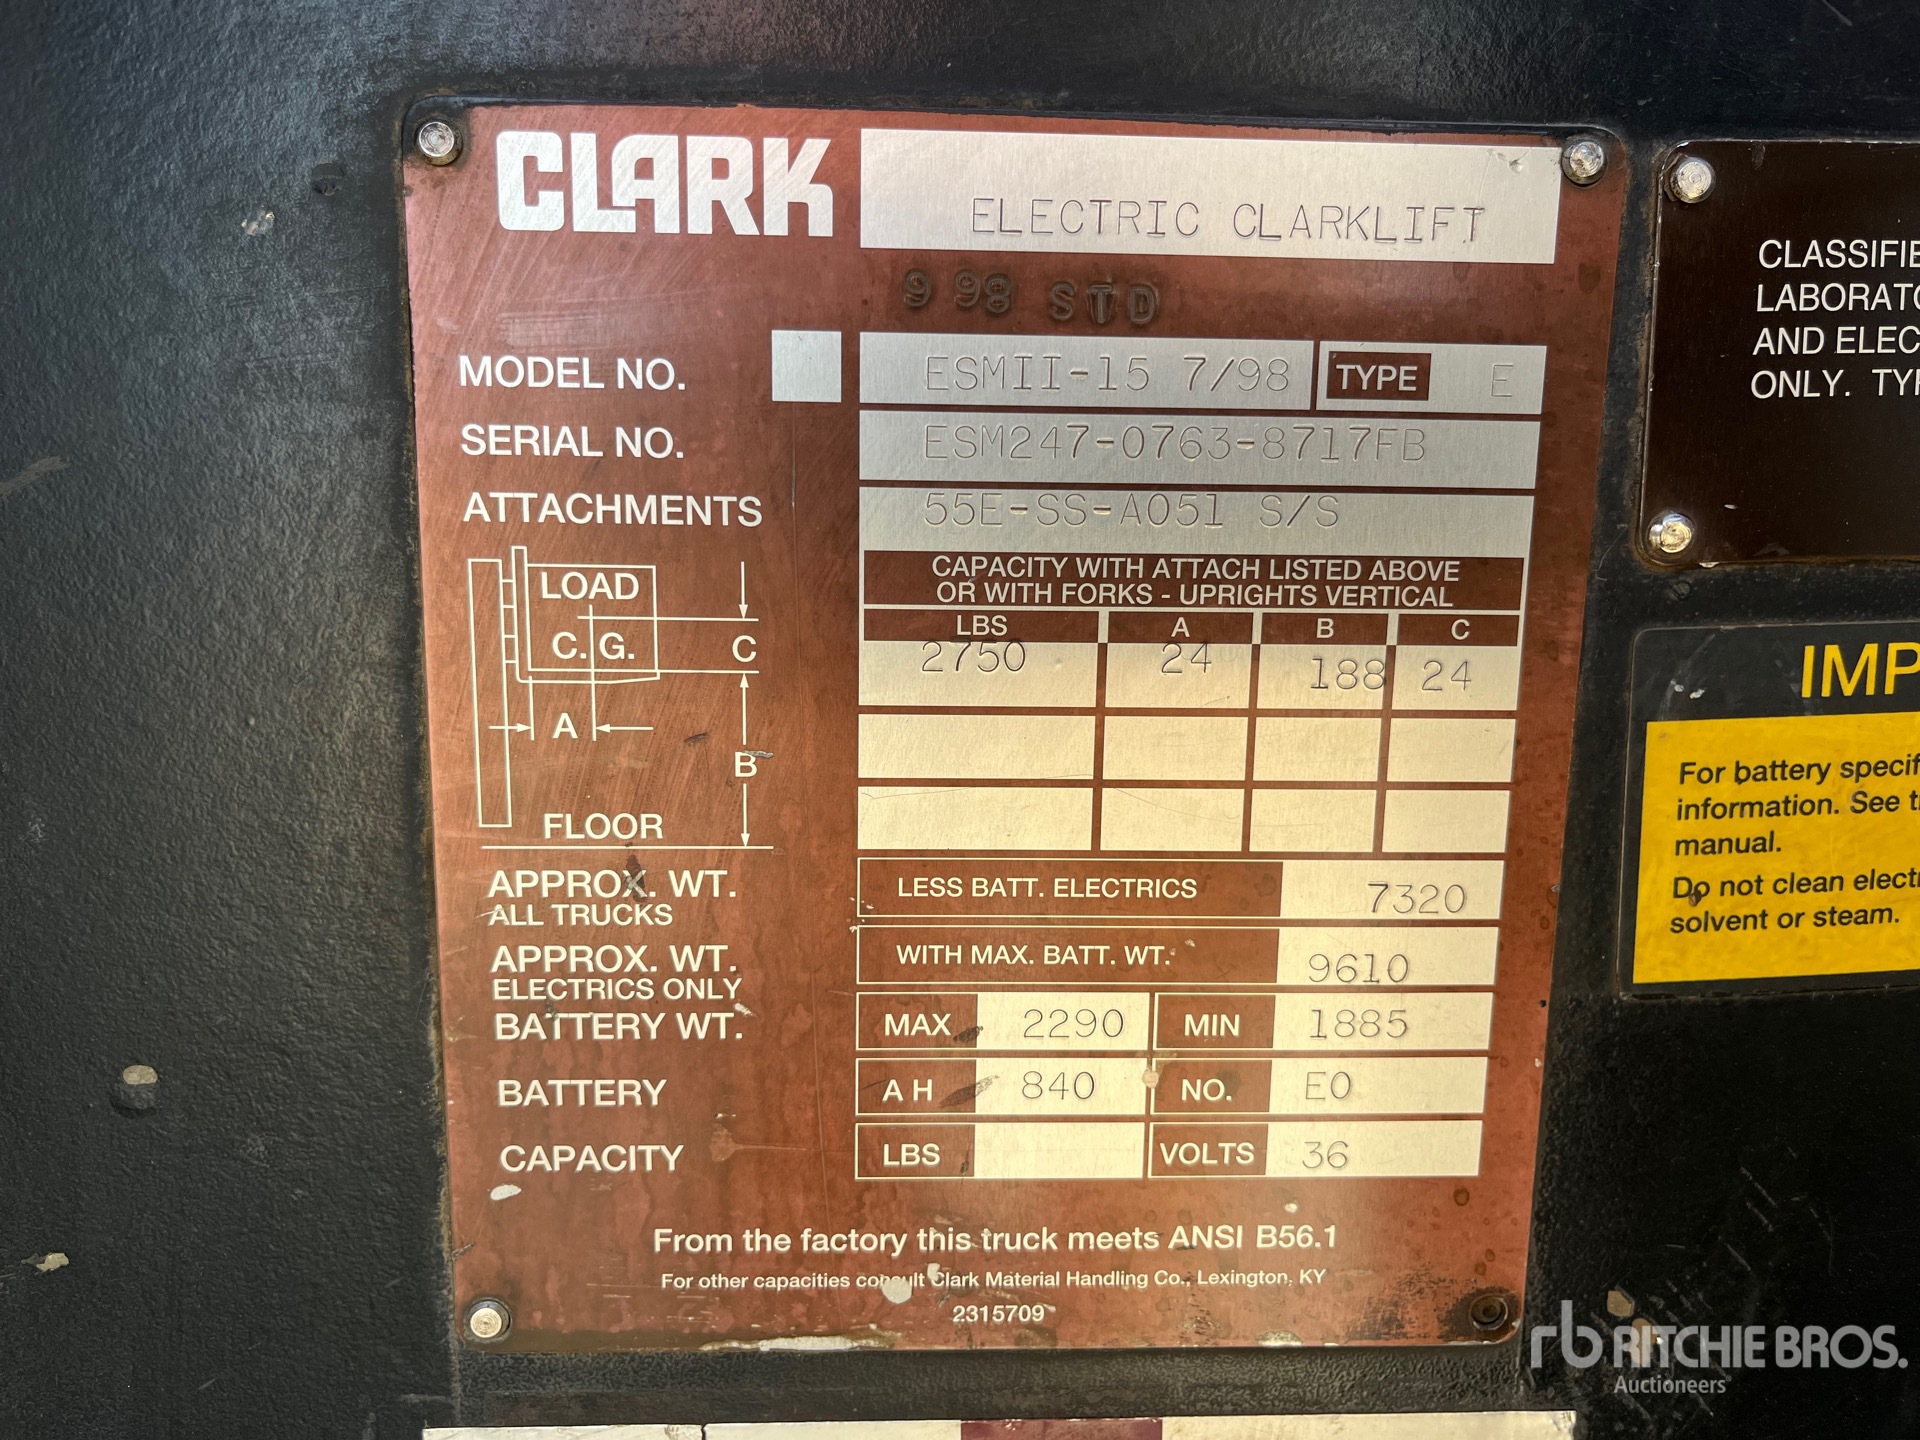 CLARK
ELECTRIC CLARKLIFT
9 98 STD
MODEL NO. ESMII-15 7/98 TYPE E
SERIAL NO. ESM247-0763-8717FB
ATTACHMENTS 55E-SS-A051 S/S
CAPACITY WITH ATTACH LISTED ABOVE
OR WITH FORKS - UPRIGHTS VERTICAL
LBS A B C
2750 24 188 24
LOAD
C. G.
C
A
B
FLOOR
APPROX. WT. LESS BATT. ELECTRICS 7320
ALL TRUCKS
APPROX. WT. WITH MAX. BATT. WT. 9610
ELECTRICS ONLY
BATTERY WT. MAX 2290 MIN 1885
BATTERY A H 840 NO. E0
CAPACITY LBS VOLTS 36
From the factory this truck meets ANSI B56.1
For other capacities consult Clark Material Handling Co., Lexington, KY
2315709
CLASSIFIE
LABORATO
AND ELEC
ONLY. TYP
IMP
For battery specif
information. See t
manual.
Do not clean electr
solvent or steam.
rb RITCHIE BROS.
Auctioneers